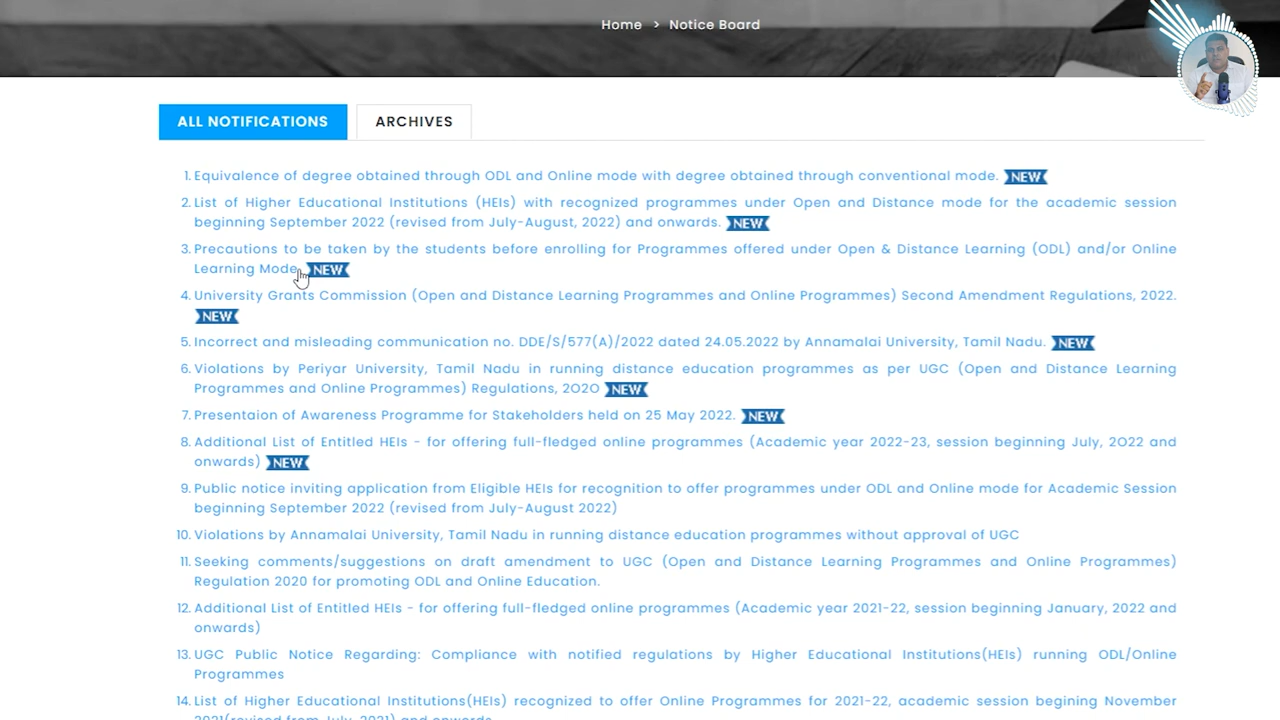 Home > Notice Board
ALL NOTIFICATIONS
ARCHIVES
1. Equivalence of degree obtained through ODL and Online mode with degree obtained through conventional mode. NEW
2. List of Higher Educational Institutions (HEIs) with recognized programmes under Open and Distance mode for the academic session
beginning September 2022 (revised from July-August, 2022) and onwards. NEW
3. Precautions to be taken by the students before enrolling for Programmes offered under Open & Distance Learning (ODL) and/or Online
Learning Mode. NEW
4. University Grants Commission (Open and Distance Learning Programmes and Online Programmes) Second Amendment Regulations, 2022.
NEW
5. Incorrect and misleading communication no. DDE/S/577(A)/2022 dated 24.05.2022 by Annamalai University, Tamil Nadu. NEW
6. Violations by Periyar University, Tamil Nadu in running distance education programmes as per UGC (Open and Distance Learning
Programmes and Online Programmes) Regulations, 2O2O NEW
7. Presentaion of Awareness Programme for Stakeholders held on 25 May 2022. NEW
8. Additional List of Entitled HEIs - for offering full-fledged online programmes (Academic year 2022-23, session beginning July, 2O22 and
onwards) NEW
9. Public notice inviting application from Eligible HEIs for recognition to offer programmes under ODL and Online mode for Academic Session
beginning September 2022 (revised from July-August 2022)
10. Violations by Annamalai University, Tamil Nadu in running distance education programmes without approval of UGC
11. Seeking comments/suggestions on draft amendment to UGC (Open and Distance Learning Programmes and Online Programmes)
Regulation 2020 for promoting ODL and Online Education.
12. Additional List of Entitled HEIs - for offering full-fledged online programmes (Academic year 2021-22, session beginning January, 2022 and
onwards)
13. UGC Public Notice Regarding: Compliance with notified regulations by Higher Educational Institutions(HEIs) running ODL/Online
Programmes
14. List of Higher Educational Institutions(HEIs) recognized to offer Online Programmes for 2021-22, academic session begining November
2021(revised from July, 2021) and onwards